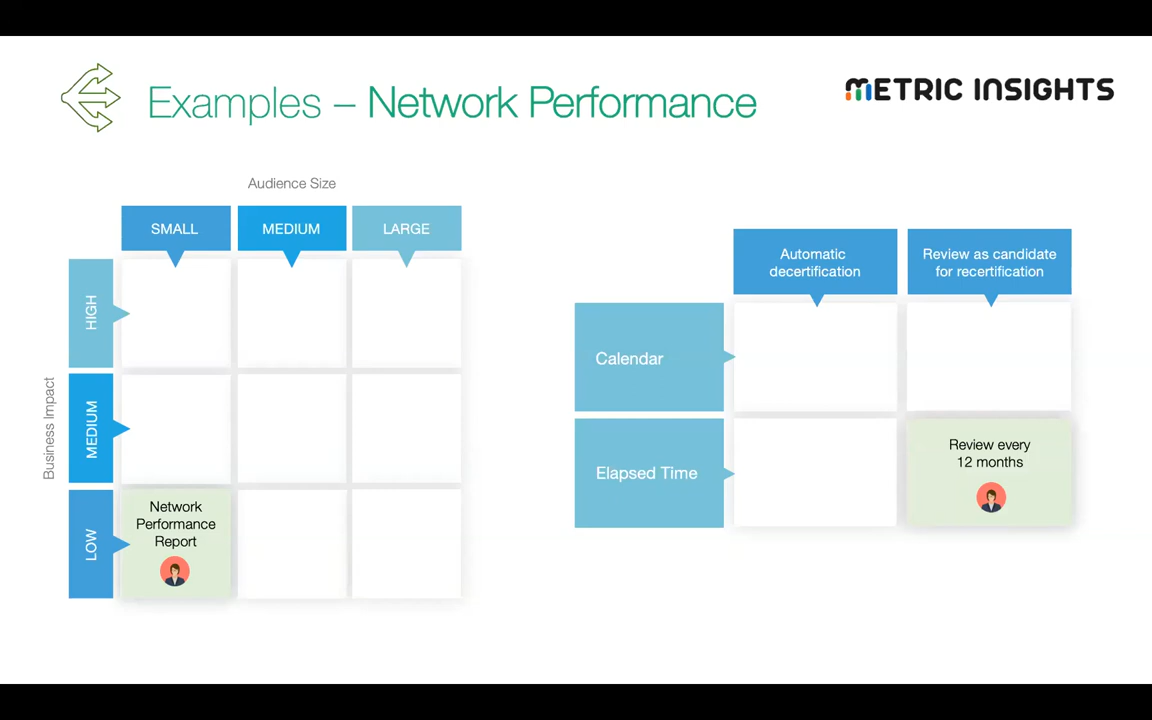 Examples – Network Performance
METRIC INSIGHTS
Audience Size
SMALL
MEDIUM
LARGE
Business Impact
HIGH
MEDIUM
LOW
Network
Performance
Report
Automatic
decertification
Review as candidate
for recertification
Calendar
Elapsed Time
Review every
12 months